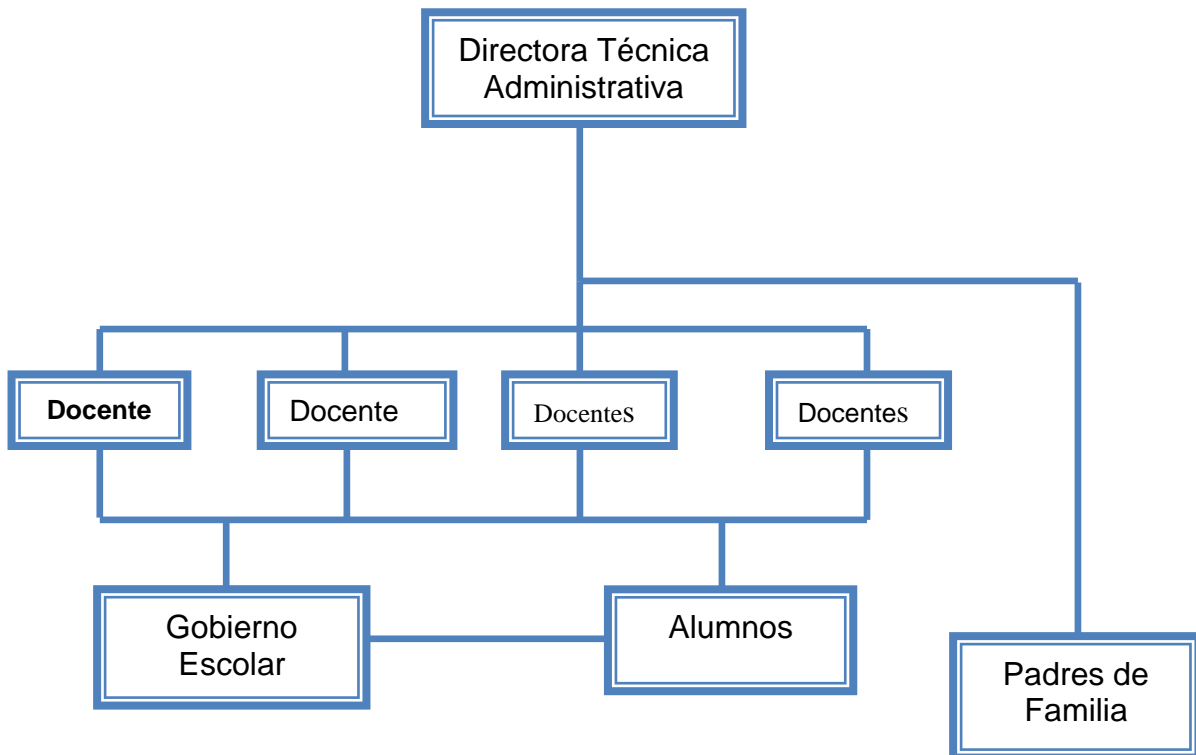 Directora Técnica
Administrativa
Docente
Docente
Docentes
Docentes
Gobierno
Escolar
Alumnos
Padres de
Familia